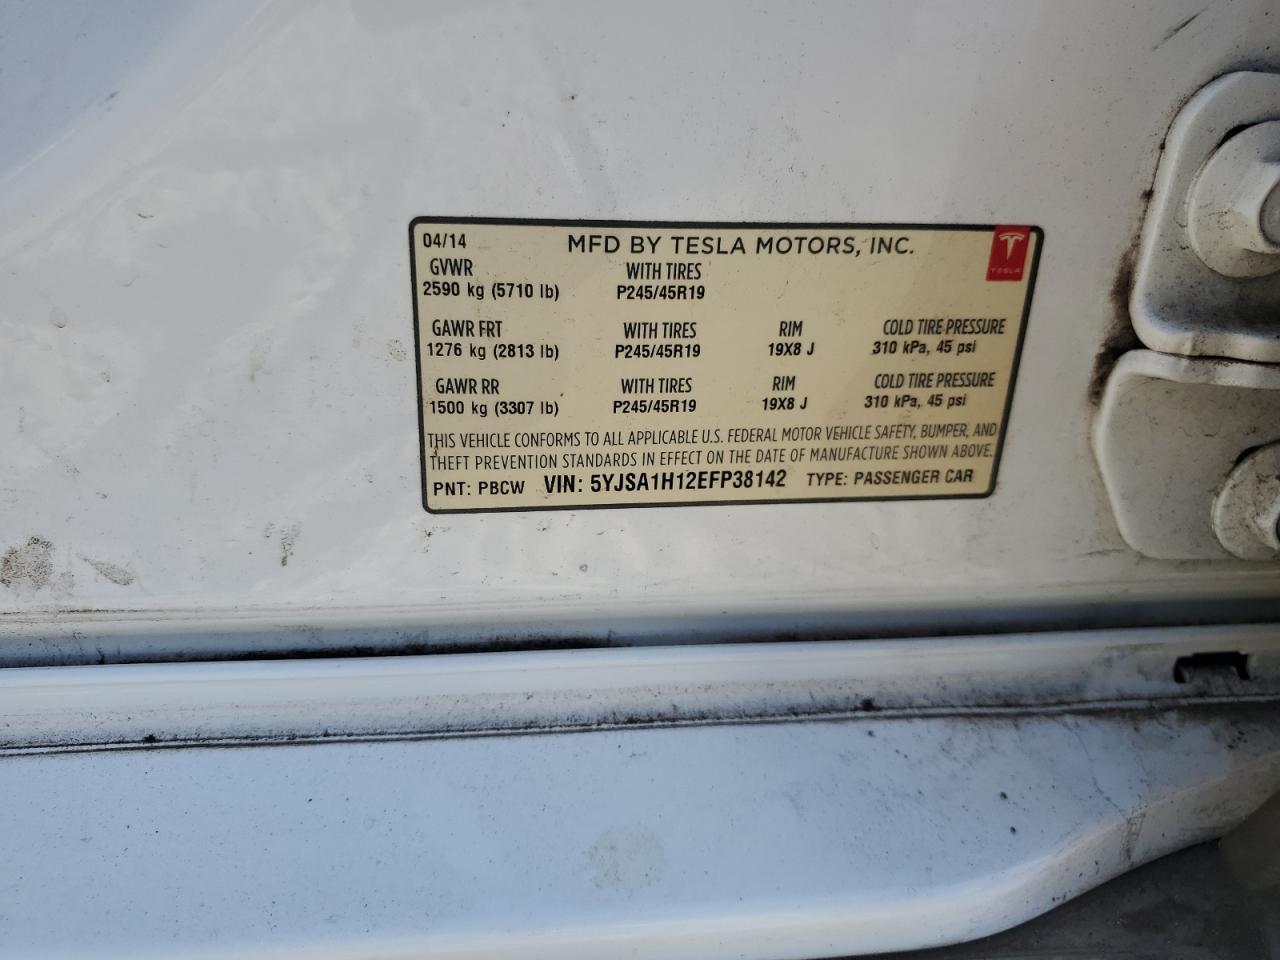 04/14 MFD BY TESLA MOTORS, INC.
TESLA
GVWR WITH TIRES
2590 kg (5710 lb) P245/45R19
GAWR FRT WITH TIRES RIM COLD TIRE PRESSURE
1276 kg (2813 lb) P245/45R19 19X8 J 310 kPa, 45 psi
GAWR RR WITH TIRES RIM COLD TIRE PRESSURE
1500 kg (3307 lb) P245/45R19 19X8 J 310 kPa, 45 psi
THIS VEHICLE CONFORMS TO ALL APPLICABLE U.S. FEDERAL MOTOR VEHICLE SAFETY, BUMPER, AND
THEFT PREVENTION STANDARDS IN EFFECT ON THE DATE OF MANUFACTURE SHOWN ABOVE.
PNT: PBCW VIN: 5YJSA1H12EFP38142 TYPE: PASSENGER CAR